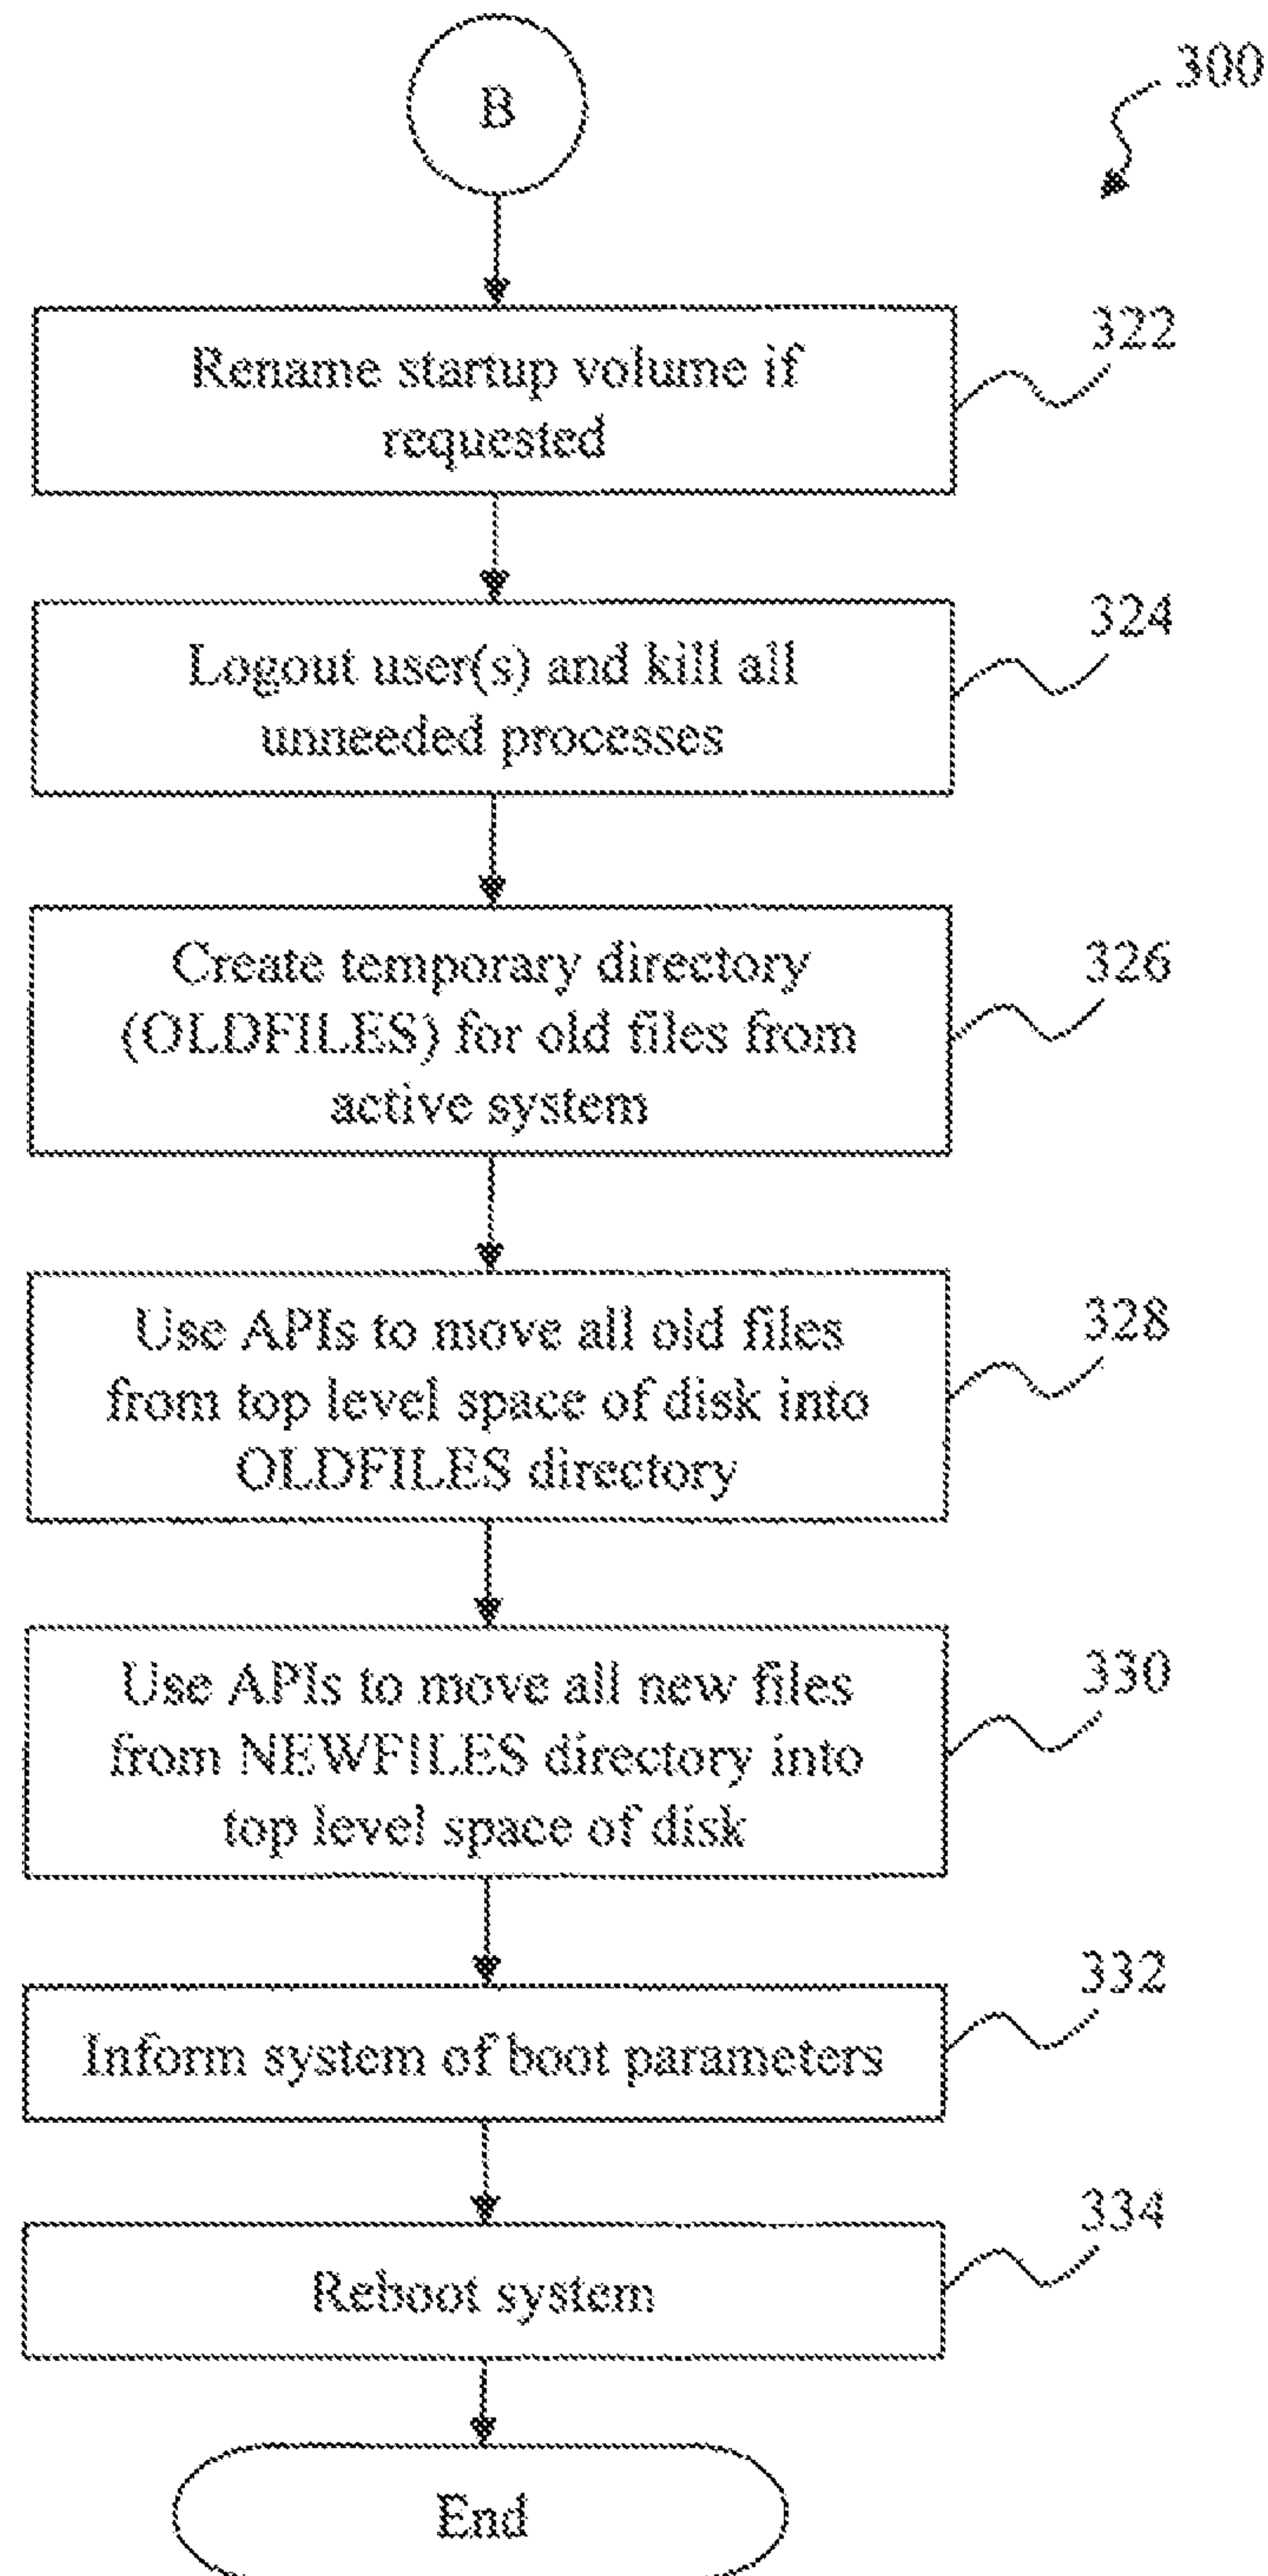 B
300
Rename startup volume if
requested
322
Logout user(s) and kill all
unneeded processes
324
Create temporary directory
(OLDFILES) for old files from
active system
326
Use APIs to move all old files
from top level space of disk into
OLDFILES directory
328
Use APIs to move all new files
from NEWFILES directory into
top level space of disk
330
Inform system of boot parameters
332
Reboot system
334
End